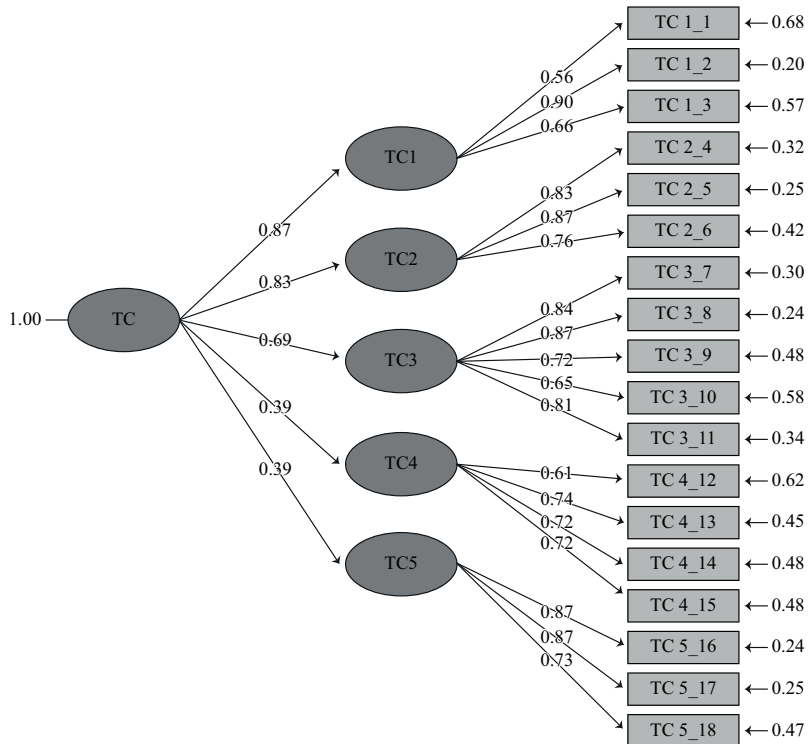 TC 1_1
0.68
TC 1_2
0.20
TC 1_3
0.57
TC 2_4
0.32
TC 2_5
0.25
TC 2_6
0.42
TC 3_7
0.30
TC 3_8
0.24
TC 3_9
0.48
TC 3_10
0.58
TC 3_11
0.34
TC 4_12
0.62
TC 4_13
0.45
TC 4_14
0.48
TC 4_15
0.48
TC 5_16
0.24
TC 5_17
0.25
TC 5_18
0.47
0.56
0.90
0.66
0.83
0.87
0.76
0.84
0.87
0.72
0.65
0.81
0.61
0.74
0.72
0.72
0.87
0.87
0.73
TC1
TC2
TC3
TC4
TC5
0.87
0.83
0.69
0.39
0.39
1.00
TC